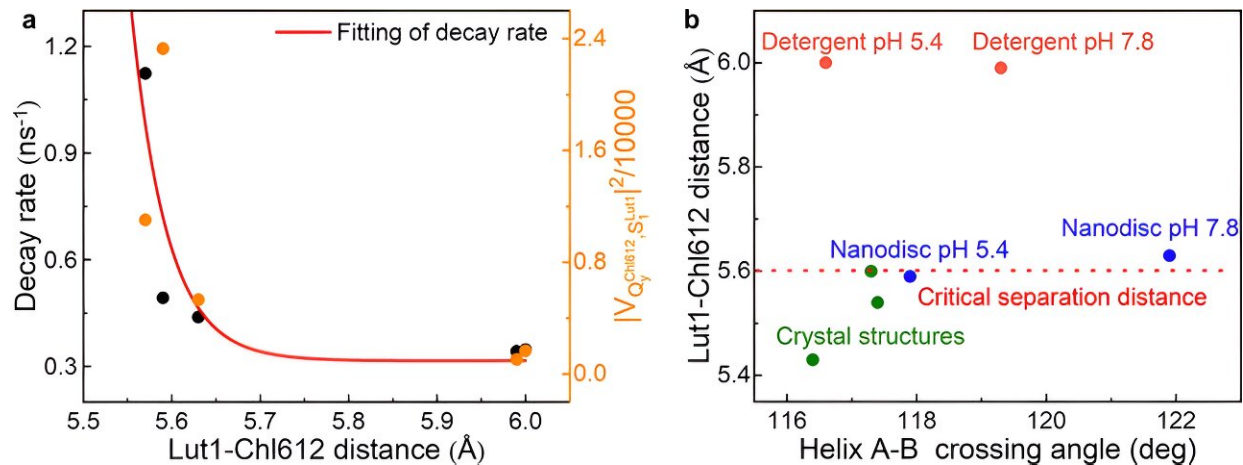 a
Fitting of decay rate
Decay rate (ns⁻¹)
1.2
0.9
0.6
0.3
2.4
1.6
0.8
0.0
|V_{Q_y^{Chl612},S_1^{Lut1}}|²/10000
5.5 5.6 5.7 5.8 5.9 6.0
Lut1-Chl612 distance (Å)
b
Lut1-Chl612 distance (Å)
6.0
5.8
5.6
5.4
Detergent pH 5.4
Detergent pH 7.8
Nanodisc pH 7.8
Nanodisc pH 5.4
Critical separation distance
Crystal structures
116 118 120 122
Helix A-B crossing angle (deg)